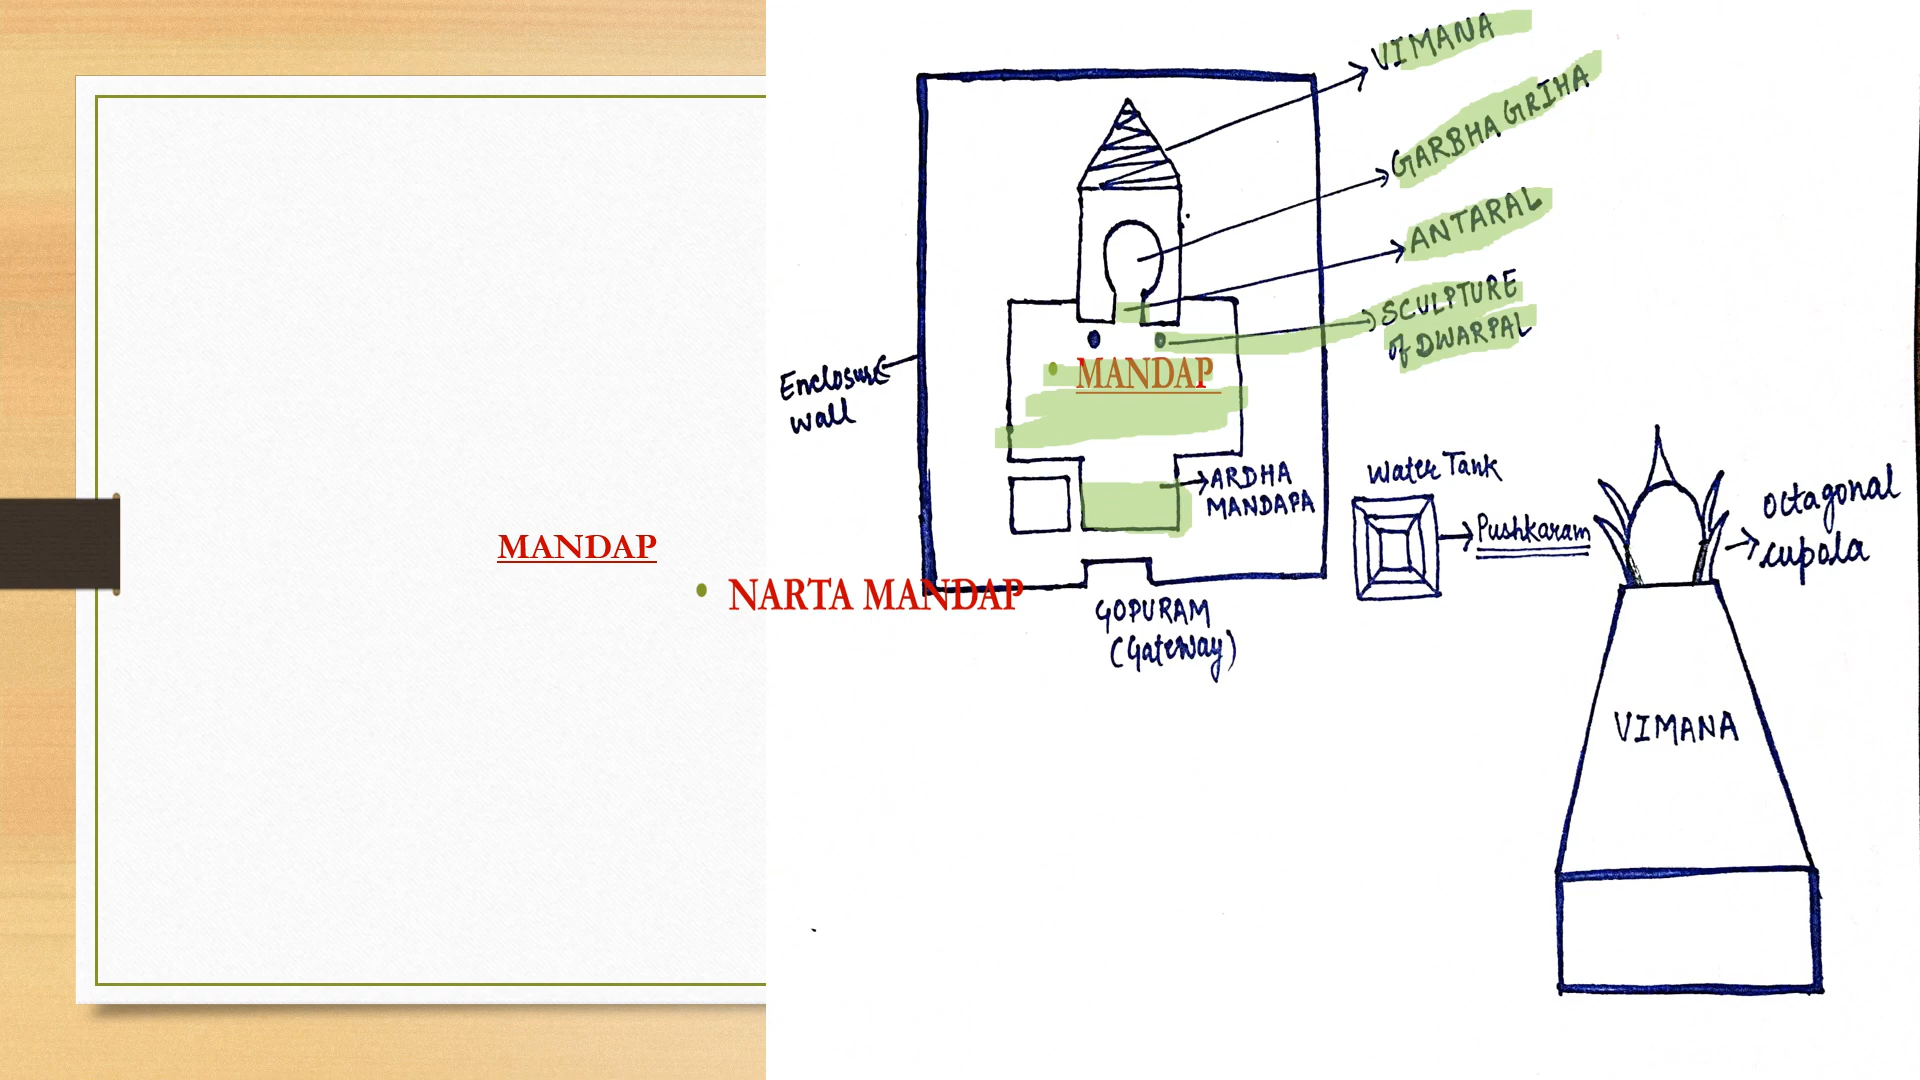 VIMANA
GARBHA GRIHA
ANTARAL
SCULPTURE
of DWARPAL
MANDAP
Enclosure
wall
ARDHA
MANDAPA
Water Tank
Pushkaram
octagonal
cupola
MANDAP
• NARTA MANDAP
GOPURAM
(Gateway)
VIMANA